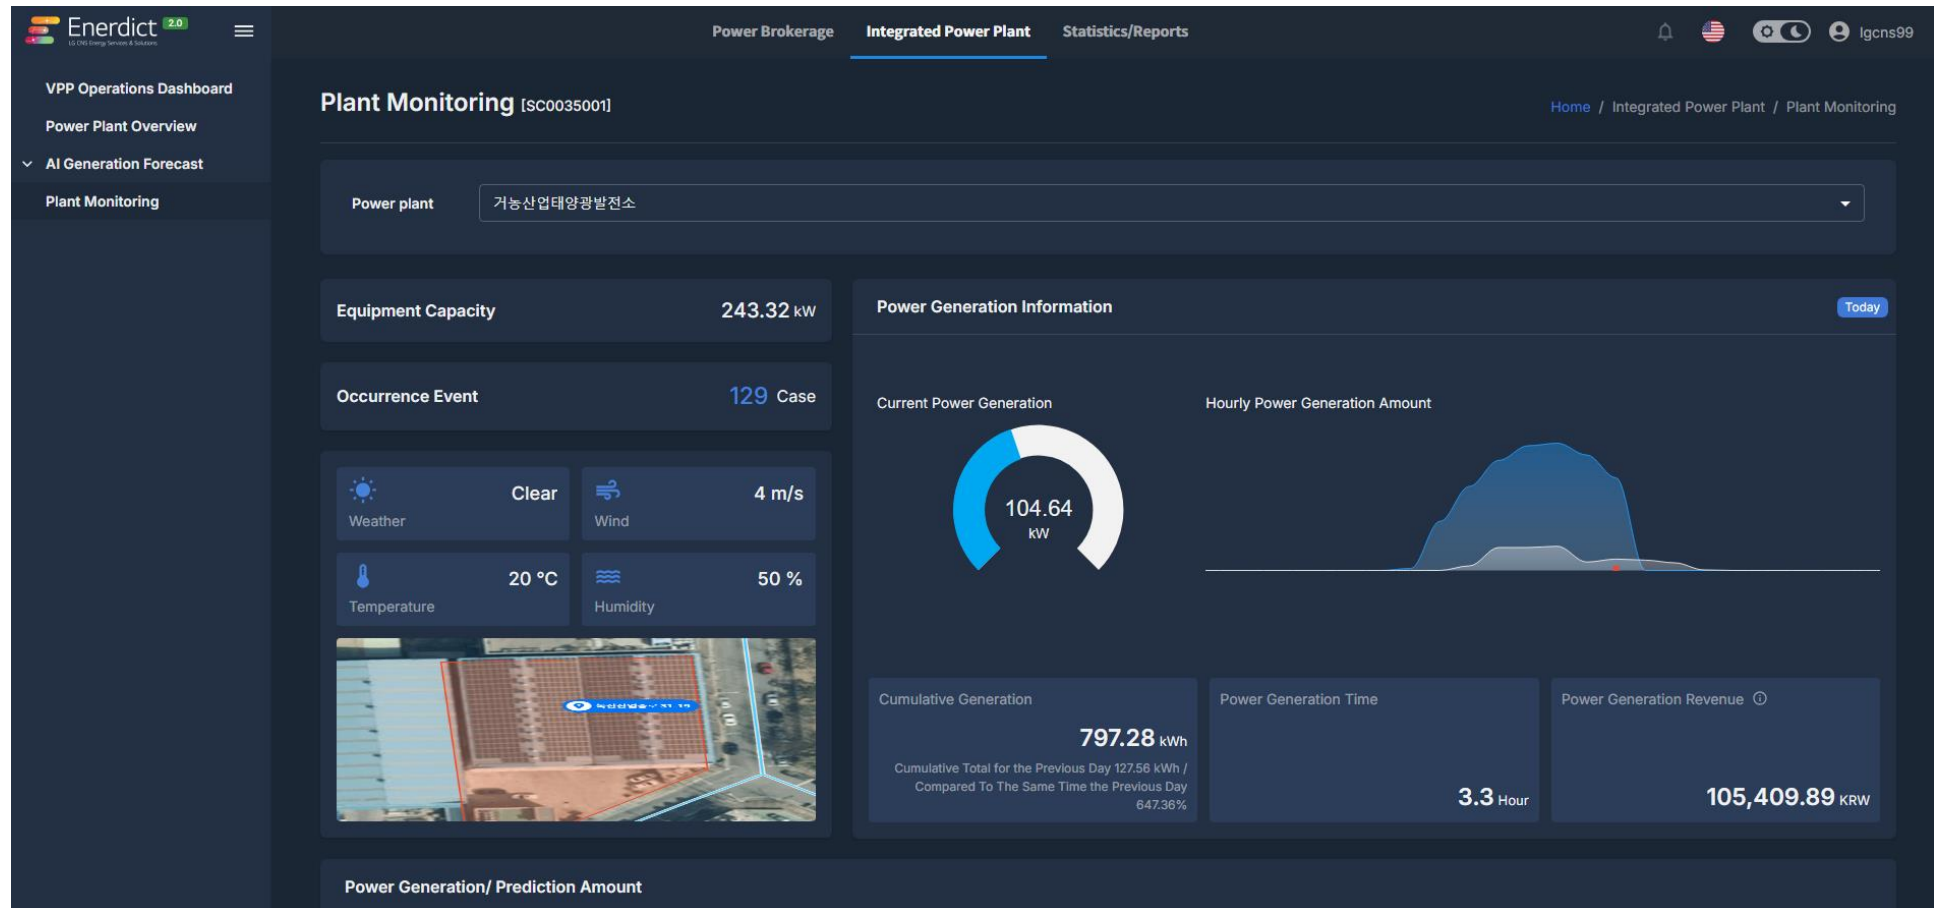 Enerdict 2.0
LG CNS Energy Services & Solutions
Power Brokerage
Integrated Power Plant
Statistics/Reports
lgcns99
VPP Operations Dashboard
Power Plant Overview
AI Generation Forecast
Plant Monitoring
Plant Monitoring [SC0035001]
Home / Integrated Power Plant / Plant Monitoring
Power plant
거농산업태양광발전소
Equipment Capacity
243.32 kW
Occurrence Event
129 Case
Clear
Weather
4 m/s
Wind
20 °C
Temperature
50 %
Humidity
Power Generation Information
Today
Current Power Generation
104.64
kW
Hourly Power Generation Amount
Cumulative Generation
797.28 kWh
Cumulative Total for the Previous Day 127.56 kWh /
Compared To The Same Time the Previous Day
647.36%
Power Generation Time
3.3 Hour
Power Generation Revenue
105,409.89 KRW
Power Generation/ Prediction Amount